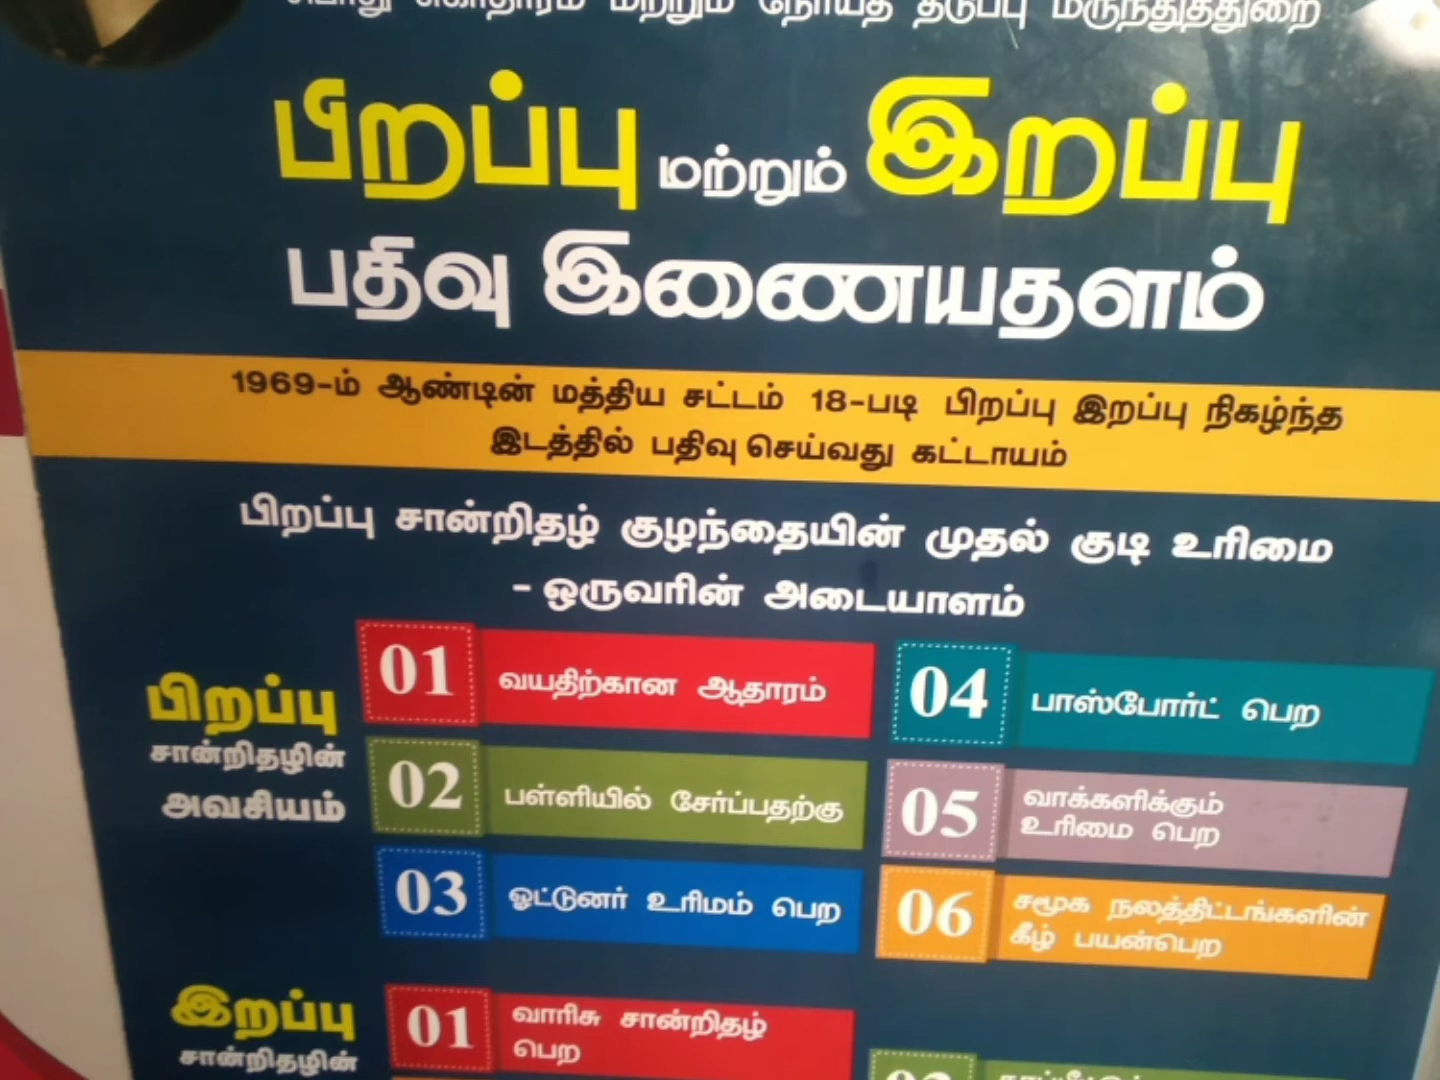 மற்றும் நோய்த் தடுப்பு மருந்துத்துறை
பிறப்பு மற்றும் இறப்பு
பதிவு இணையதளம்
1969-ம் ஆண்டின் மத்திய சட்டம் 18-படி பிறப்பு இறப்பு நிகழ்ந்த
இடத்தில் பதிவு செய்வது கட்டாயம்
பிறப்பு சான்றிதழ் குழந்தையின் முதல் குடி உரிமை
- ஒருவரின் அடையாளம்
பிறப்பு
சான்றிதழின்
அவசியம்
01 வயதிற்கான ஆதாரம்
02 பள்ளியில் சேர்ப்பதற்கு
03 ஓட்டுனர் உரிமம் பெற
04 பாஸ்போர்ட் பெற
05 வாக்களிக்கும்
உரிமை பெற
06 சமூக நலத்திட்டங்களின்
கீழ் பயன்பெற
இறப்பு
சான்றிதழின்
01 வாரிசு சான்றிதழ்
பெற